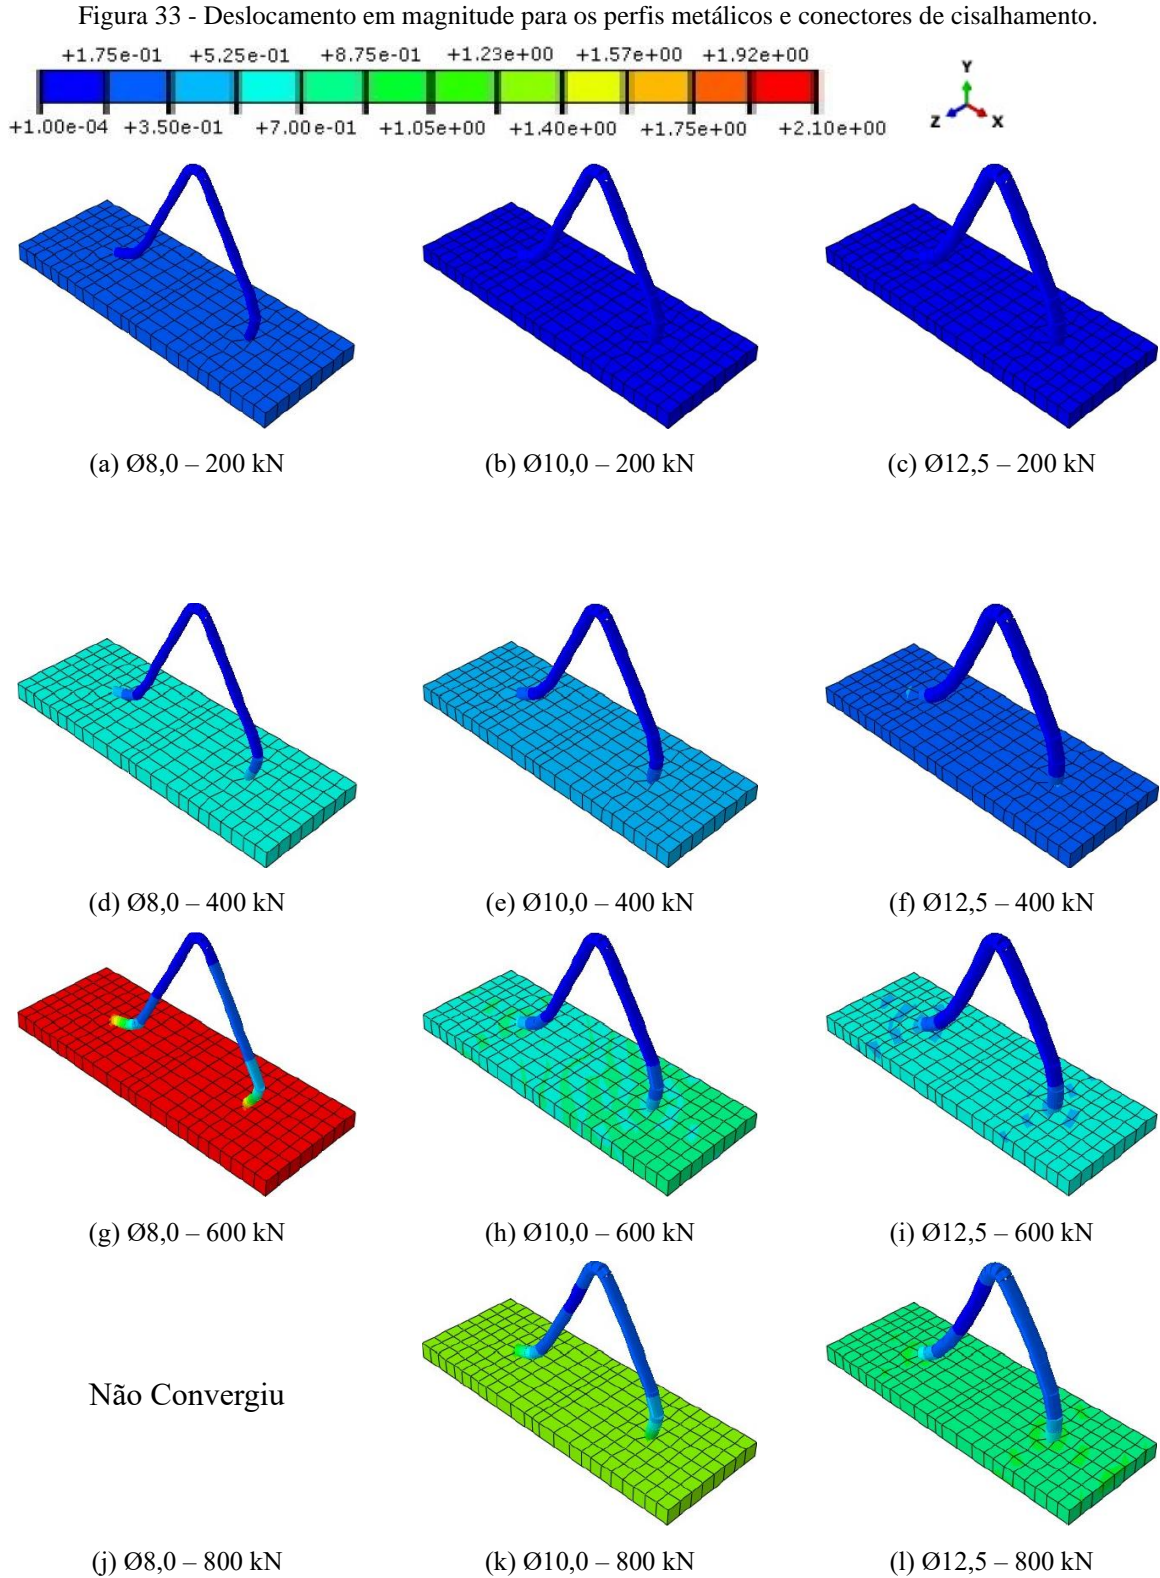 Figura 33 - Deslocamento em magnitude para os perfis metálicos e conectores de cisalhamento.
+1.75e-01 +5.25e-01 +8.75e-01 +1.23e+00 +1.57e+00 +1.92e+00
+1.00e-04 +3.50e-01 +7.00e-01 +1.05e+00 +1.40e+00 +1.75e+00 +2.10e+00
Y
Z X
(a) Ø8,0 – 200 kN (b) Ø10,0 – 200 kN (c) Ø12,5 – 200 kN
(d) Ø8,0 – 400 kN (e) Ø10,0 – 400 kN (f) Ø12,5 – 400 kN
(g) Ø8,0 – 600 kN (h) Ø10,0 – 600 kN (i) Ø12,5 – 600 kN
Não Convergiu
(j) Ø8,0 – 800 kN (k) Ø10,0 – 800 kN (l) Ø12,5 – 800 kN